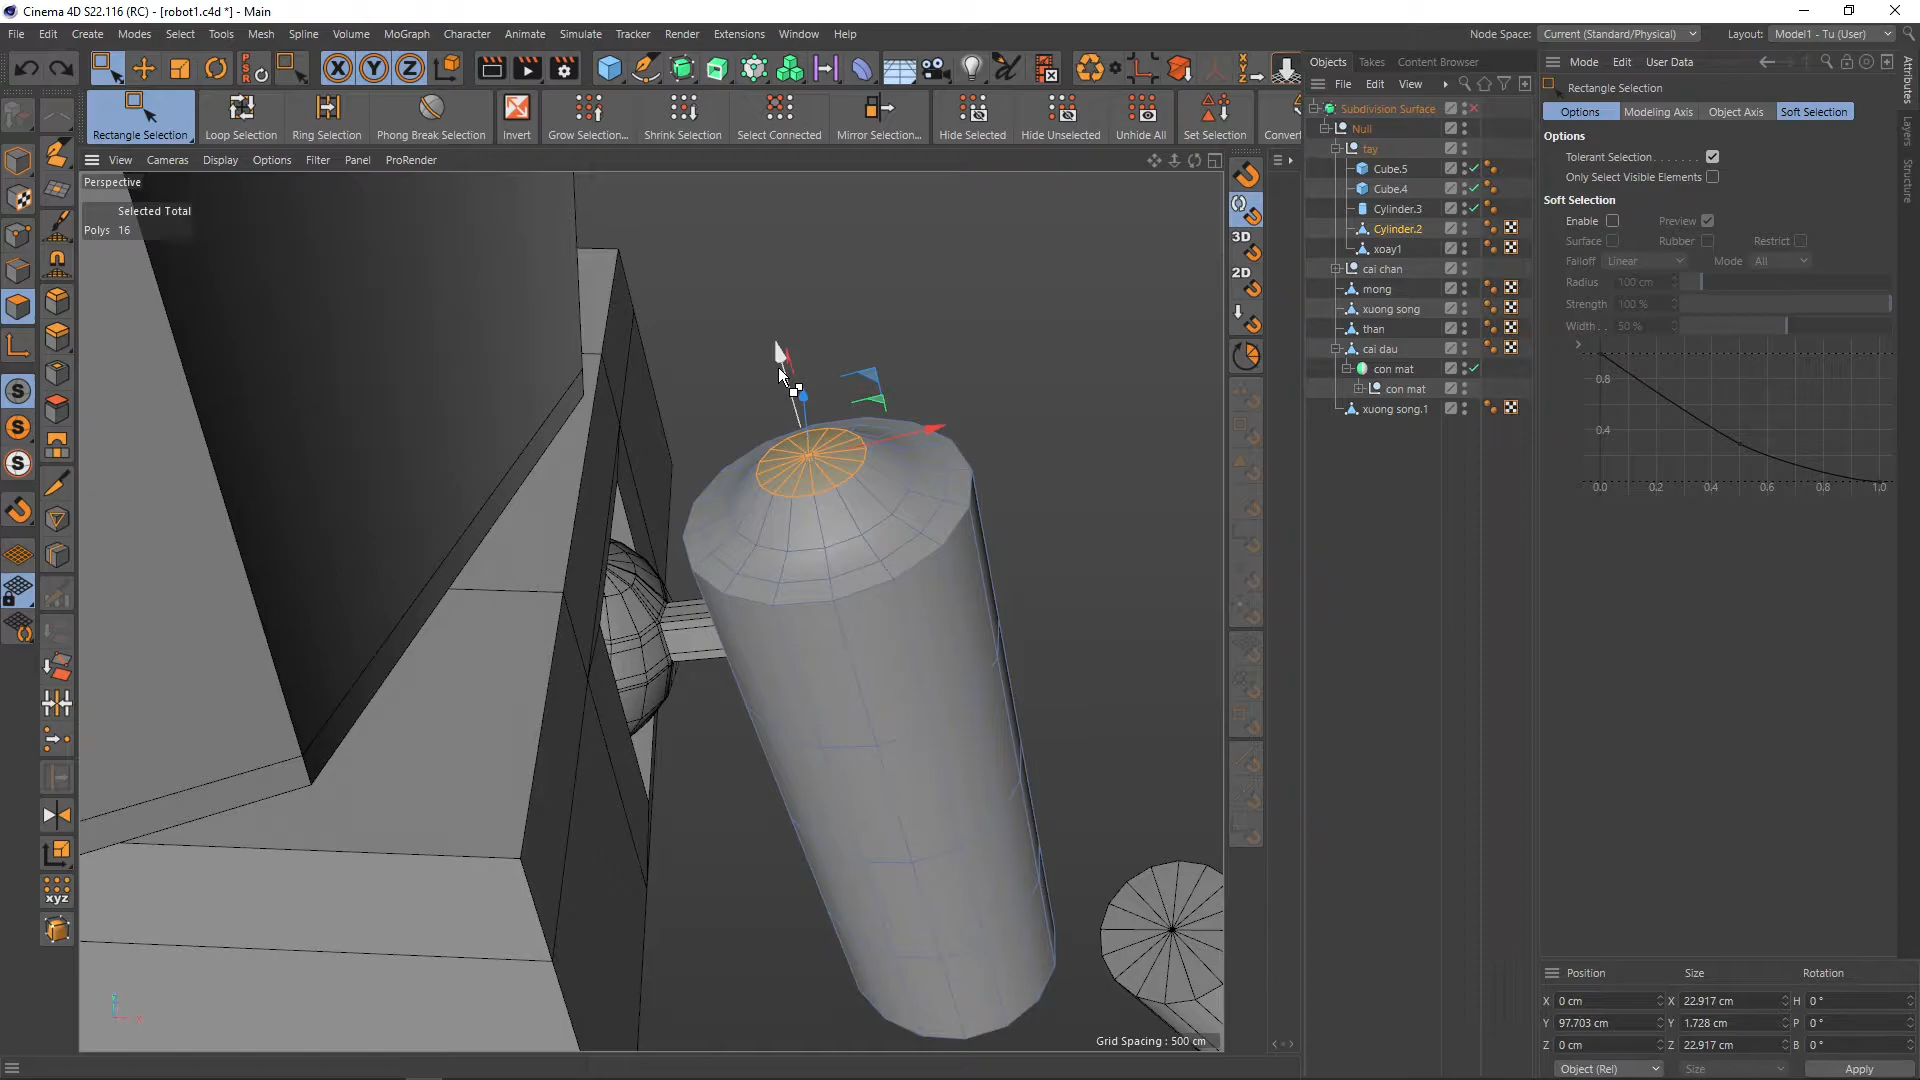 Cinema 4D S22.116 (RC) - [robot1.c4d *] - Main
File Edit Create Modes Select Tools Mesh Spline Volume MoGraph Character Animate Simulate Tracker Render Extensions Window Help
Node Space: Current (Standard/Physical) Layout: Model1 - Tu (User)
PSR
X Y Z
Objects Takes Content Browser
Mode Edit User Data
File Edit View
Rectangle Selection
Loop Selection
Ring Selection
Phong Break Selection
Invert
Grow Selection...
Shrink Selection
Select Connected
Mirror Selection...
Hide Selected
Hide Unselected
Unhide All
Set Selection
Convert
View Cameras Display Options Filter Panel ProRender
Perspective
Selected Total
Polys 16
3D
2D
S
S
S
xyz
Grid Spacing : 500 cm
Subdivision Surface
Null
tay
Cube.5
Cube.4
Cylinder.3
Cylinder.2
xoay1
cai chan
mong
xuong song
than
cai dau
con mat
con mat
xuong song.1
Rectangle Selection
Options Modeling Axis Object Axis Soft Selection
Options
Tolerant Selection
Only Select Visible Elements
Soft Selection
Enable Preview
Surface Rubber Restrict
Falloff Linear Mode All
Radius 100 cm
Strength 100 %
Width 50 %
0.8
0.4
0.0 0.2 0.4 0.6 0.8 1.0
Attributes
Layers
Structure
Position Size Rotation
X 0 cm X 22.917 cm H 0 °
Y 97.703 cm Y 1.728 cm P 0 °
Z 0 cm Z 22.917 cm B 0 °
Object (Rel) Size Apply